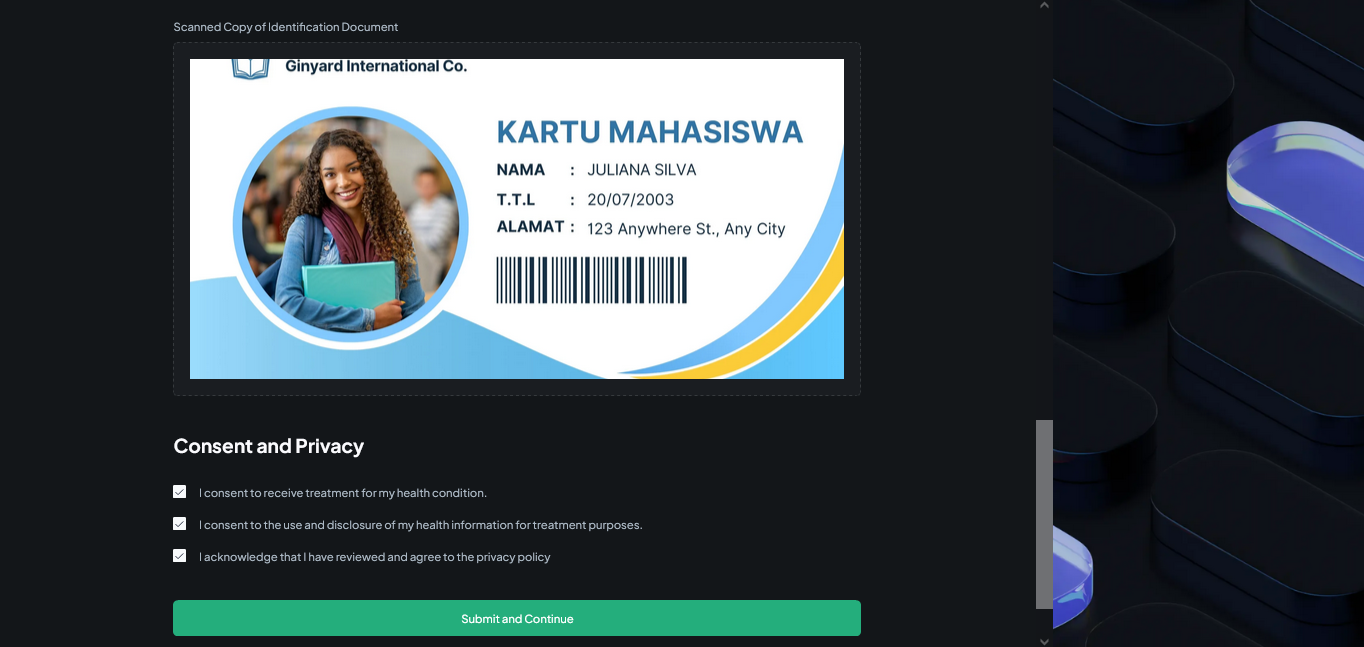 Scanned Copy of Identification Document
Ginyard International Co.
KARTU MAHASISWA
NAMA : JULIANA SILVA
T.T.L : 20/07/2003
ALAMAT : 123 Anywhere St., Any City
Consent and Privacy
I consent to receive treatment for my health condition.
I consent to the use and disclosure of my health information for treatment purposes.
I acknowledge that I have reviewed and agree to the privacy policy
Submit and Continue